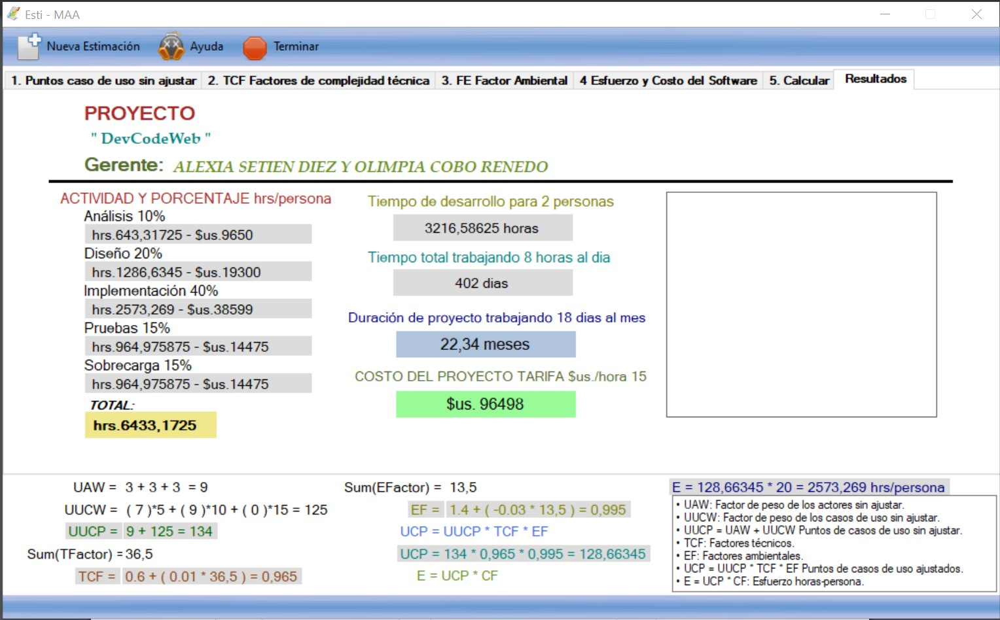 Esti - MAA
Nueva Estimación Ayuda Terminar
1. Puntos caso de uso sin ajustar 2. TCF Factores de complejidad técnica 3. FE Factor Ambiental 4 Esfuerzo y Costo del Software 5. Calcular Resultados
PROYECTO
" DevCodeWeb "
Gerente: ALEXIA SETIEN DIEZ Y OLIMPIA COBO RENEDO
ACTIVIDAD Y PORCENTAJE hrs/persona
Análisis 10%
hrs.643,31725 - $us.9650
Diseño 20%
hrs.1286,6345 - $us.19300
Implementación 40%
hrs.2573,269 - $us.38599
Pruebas 15%
hrs.964,975875 - $us.14475
Sobrecarga 15%
hrs.964,975875 - $us.14475
TOTAL:
hrs.6433,1725
Tiempo de desarrollo para 2 personas
3216,58625 horas
Tiempo total trabajando 8 horas al dia
402 dias
Duración de proyecto trabajando 18 dias al mes
22,34 meses
COSTO DEL PROYECTO TARIFA $us./hora 15
$us. 96498
UAW = 3 + 3 + 3 = 9
UUCW = ( 7 )*5 + ( 9 )*10 + ( 0 )*15 = 125
UUCP = 9 + 125 = 134
Sum(TFactor) = 36,5
TCF = 0.6 + ( 0.01 * 36,5 ) = 0,965
Sum(EFactor) = 13,5
EF = 1.4 + ( -0.03 * 13,5 ) = 0,995
UCP = UUCP * TCF * EF
UCP = 134 * 0,965 * 0,995 = 128,66345
E = UCP * CF
E = 128,66345 * 20 = 2573,269 hrs/persona
• UAW: Factor de peso de los actores sin ajustar.
• UUCW: Factor de peso de los casos de uso sin ajustar.
• UUCP = UAW + UUCW Puntos de casos de uso sin ajustar.
• TCF: Factores técnicos.
• EF: Factores ambientales.
• UCP = UUCP * TCF * EF Puntos de casos de uso ajustados.
• E = UCP * CF: Esfuerzo horas-persona.